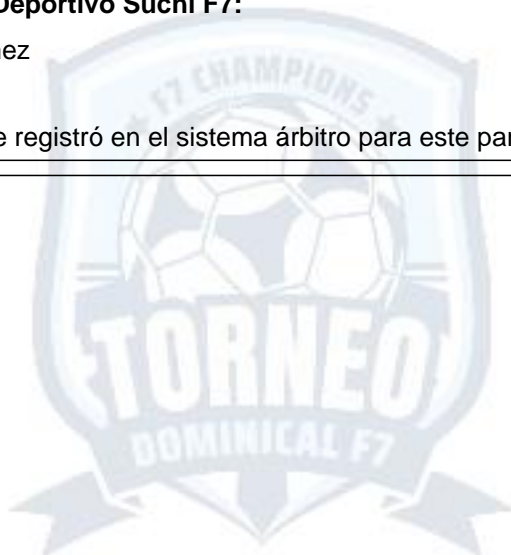 Deportivo Suchi F7:
nez
e registró en el sistema árbitro para este par
F7 CHAMPIONS
TORNEO
DOMINICAL F7